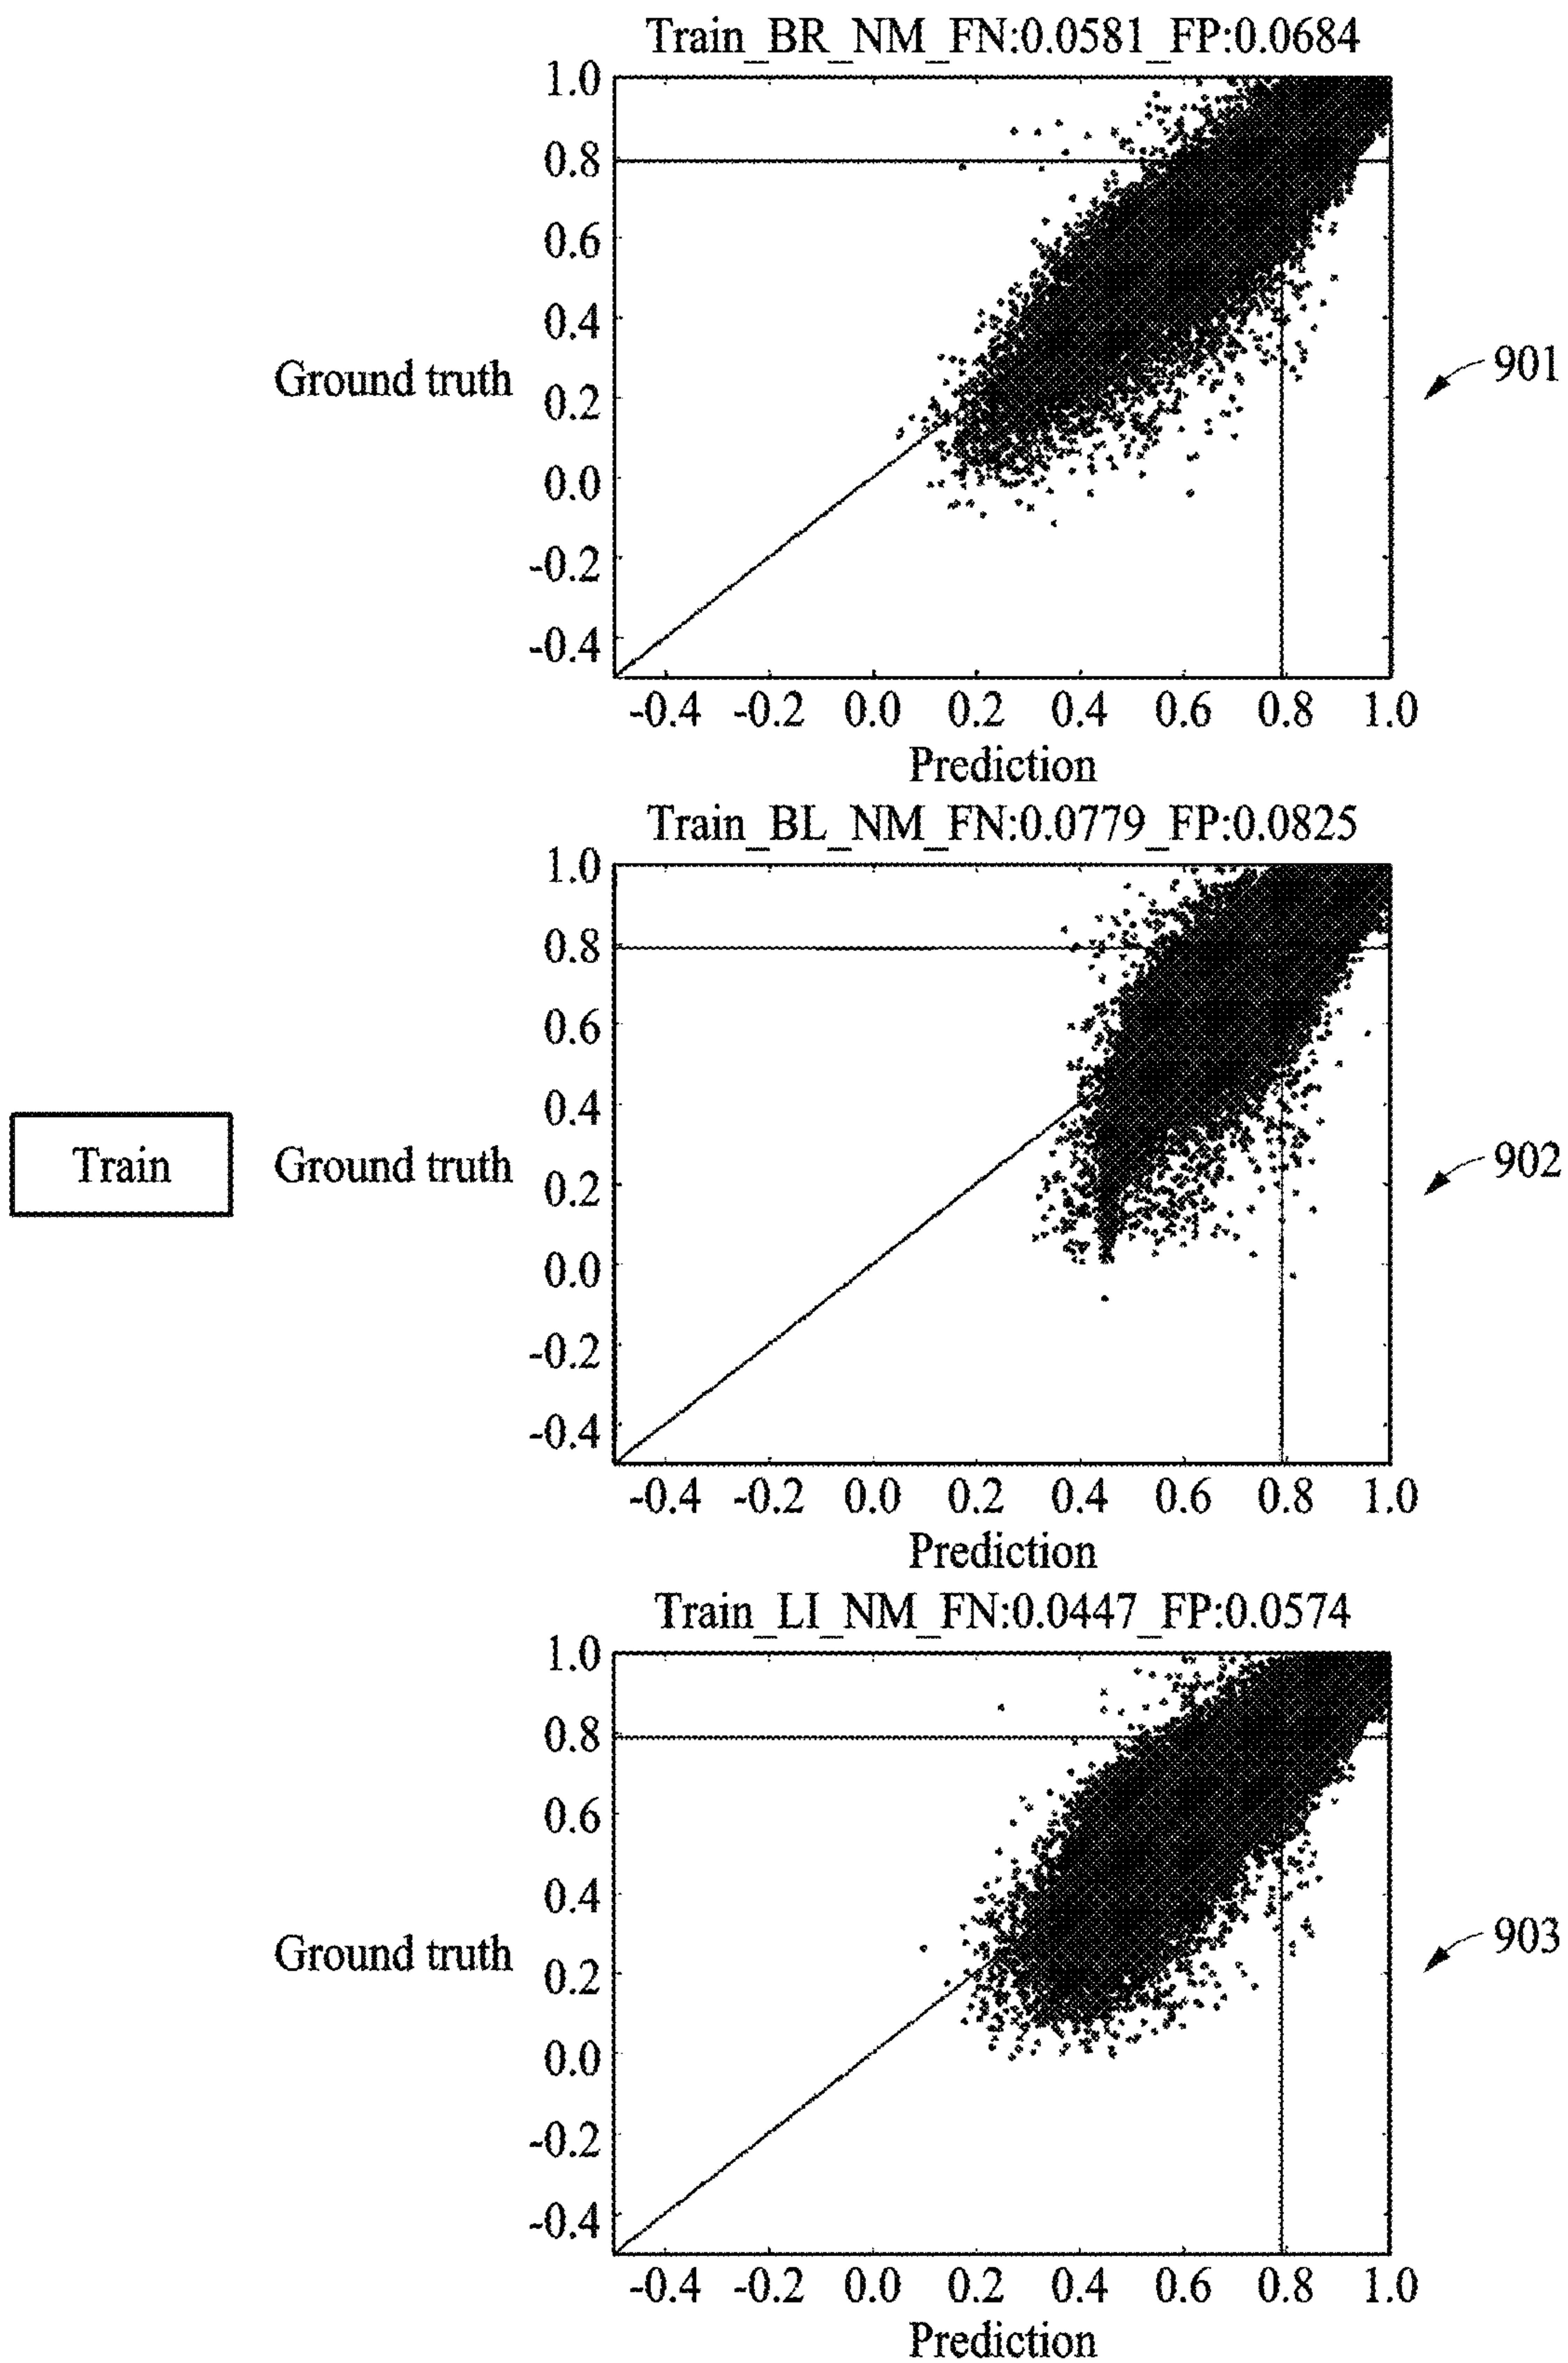 Train_BR_NM_FN:0.0581_FP:0.0684
1.0
0.8
0.6
0.4
Ground truth
0.2
0.0
-0.2
-0.4
901
-0.4 -0.2 0.0 0.2 0.4 0.6 0.8 1.0
Prediction
Train_BL_NM_FN:0.0779_FP:0.0825
1.0
0.8
0.6
0.4
Train
Ground truth
0.2
0.0
-0.2
-0.4
902
-0.4 -0.2 0.0 0.2 0.4 0.6 0.8 1.0
Prediction
Train_LI_NM_FN:0.0447_FP:0.0574
1.0
0.8
0.6
0.4
Ground truth
0.2
0.0
-0.2
-0.4
903
-0.4 -0.2 0.0 0.2 0.4 0.6 0.8 1.0
Prediction